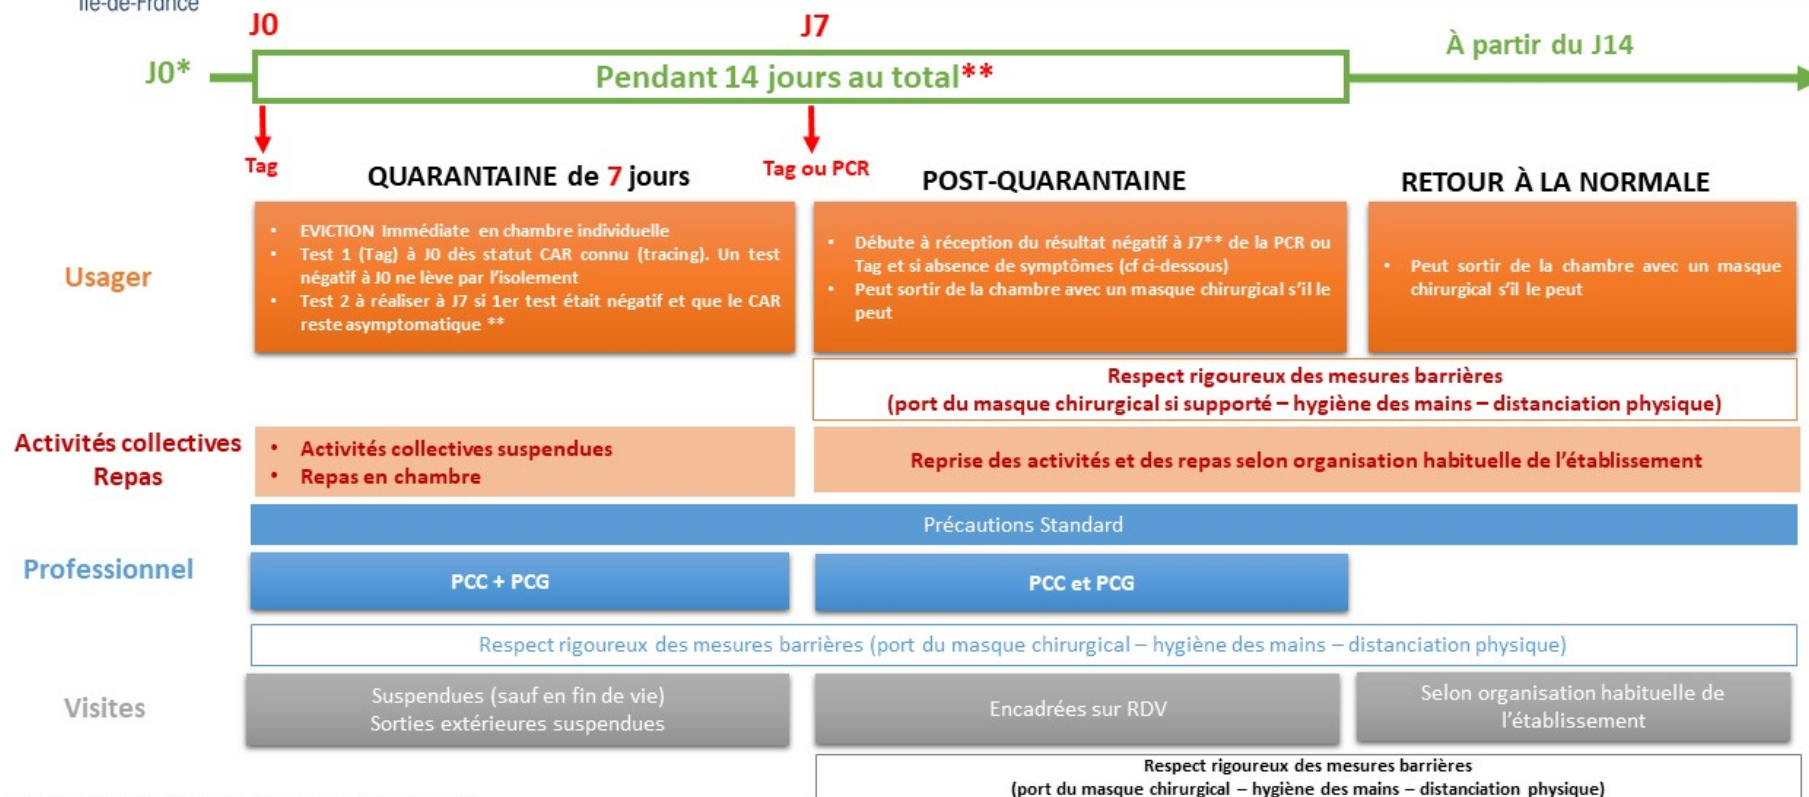 Ile-de-France
J0
J7
À partir du J14
J0*
Pendant 14 jours au total**
Tag
QUARANTAINE de 7 jours
Tag ou PCR
POST-QUARANTAINE
RETOUR À LA NORMALE
Usager
• EVICTION Immédiate en chambre individuelle
• Test 1 (Tag) à J0 dès statut CAR connu (tracing). Un test
négatif à J0 ne lève par l'isolement
• Test 2 à réaliser à J7 si 1er test était négatif et que le CAR
reste asymptomatique **
• Débute à réception du résultat négatif à J7** de la PCR ou
Tag et si absence de symptômes (cf ci-dessous)
• Peut sortir de la chambre avec un masque chirurgical s'il le
peut
• Peut sortir de la chambre avec un masque
chirurgical s'il le peut
Respect rigoureux des mesures barrières
(port du masque chirurgical si supporté – hygiène des mains – distanciation physique)
Activités collectives
Repas
• Activités collectives suspendues
• Repas en chambre
Reprise des activités et des repas selon organisation habituelle de l'établissement
Précautions Standard
Professionnel
PCC + PCG
PCC et PCG
Respect rigoureux des mesures barrières (port du masque chirurgical – hygiène des mains – distanciation physique)
Visites
Suspendues (sauf en fin de vie)
Sorties extérieures suspendues
Encadrées sur RDV
Selon organisation habituelle de
l'établissement
Respect rigoureux des mesures barrières
(port du masque chirurgical – hygiène des mains – distanciation physique)